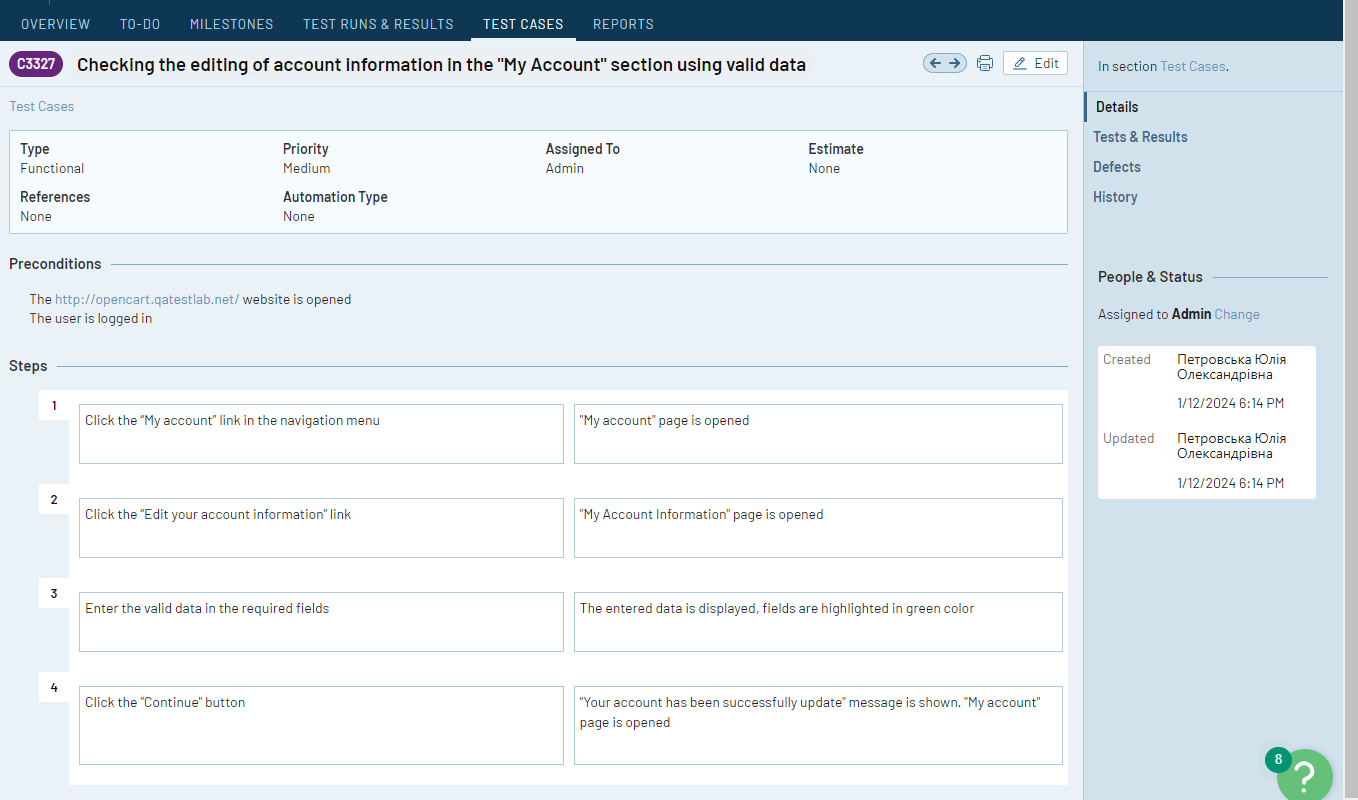 OVERVIEW TO-DO MILESTONES TEST RUNS & RESULTS TEST CASES REPORTS
C3327 Checking the editing of account information in the "My Account" section using valid data Edit
In section Test Cases.
Test Cases
Details
Tests & Results
Defects
History
Type Priority Assigned To Estimate
Functional Medium Admin None
References Automation Type
None None
Preconditions
The http://opencart.qatestlab.net/ website is opened
The user is logged in
Steps
1 Click the “My account” link in the navigation menu "My account" page is opened
2 Click the “Edit your account information” link "My Account Information" page is opened
3 Enter the valid data in the required fields The entered data is displayed, fields are highlighted in green color
4 Click the "Continue" button "Your account has been successfully update" message is shown. "My account"
page is opened
People & Status
Assigned to Admin Change
Created Петровська Юлія
Олександрівна
1/12/2024 6:14 PM
Updated Петровська Юлія
Олександрівна
1/12/2024 6:14 PM
8
?